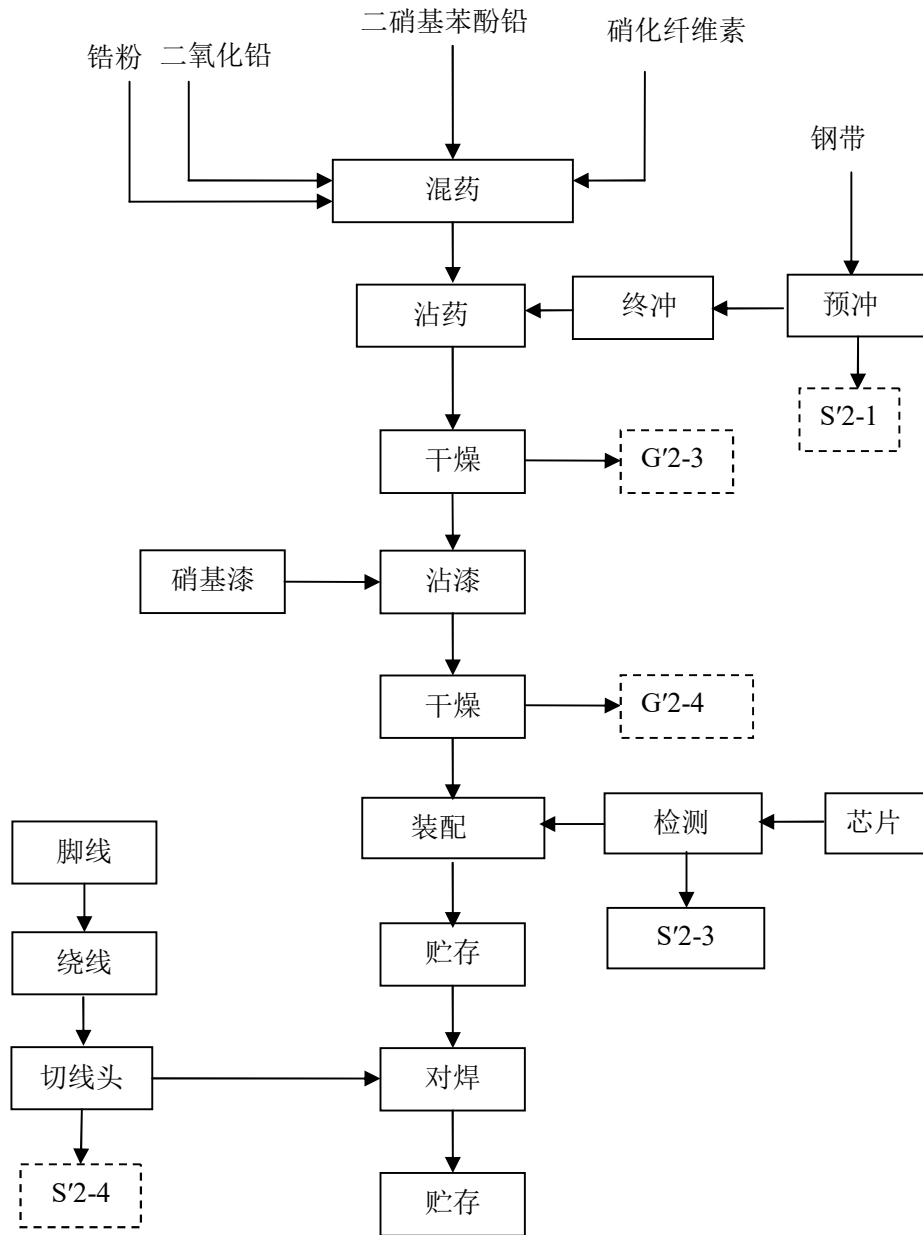 二硝基苯酚铅
硝化纤维素
锆粉
二氧化铅
钢带
混药
沾药
终冲
预冲
S'2-1
干燥
G'2-3
硝基漆
沾漆
干燥
G'2-4
装配
检测
芯片
脚线
S'2-3
绕线
贮存
切线头
对焊
S'2-4
贮存